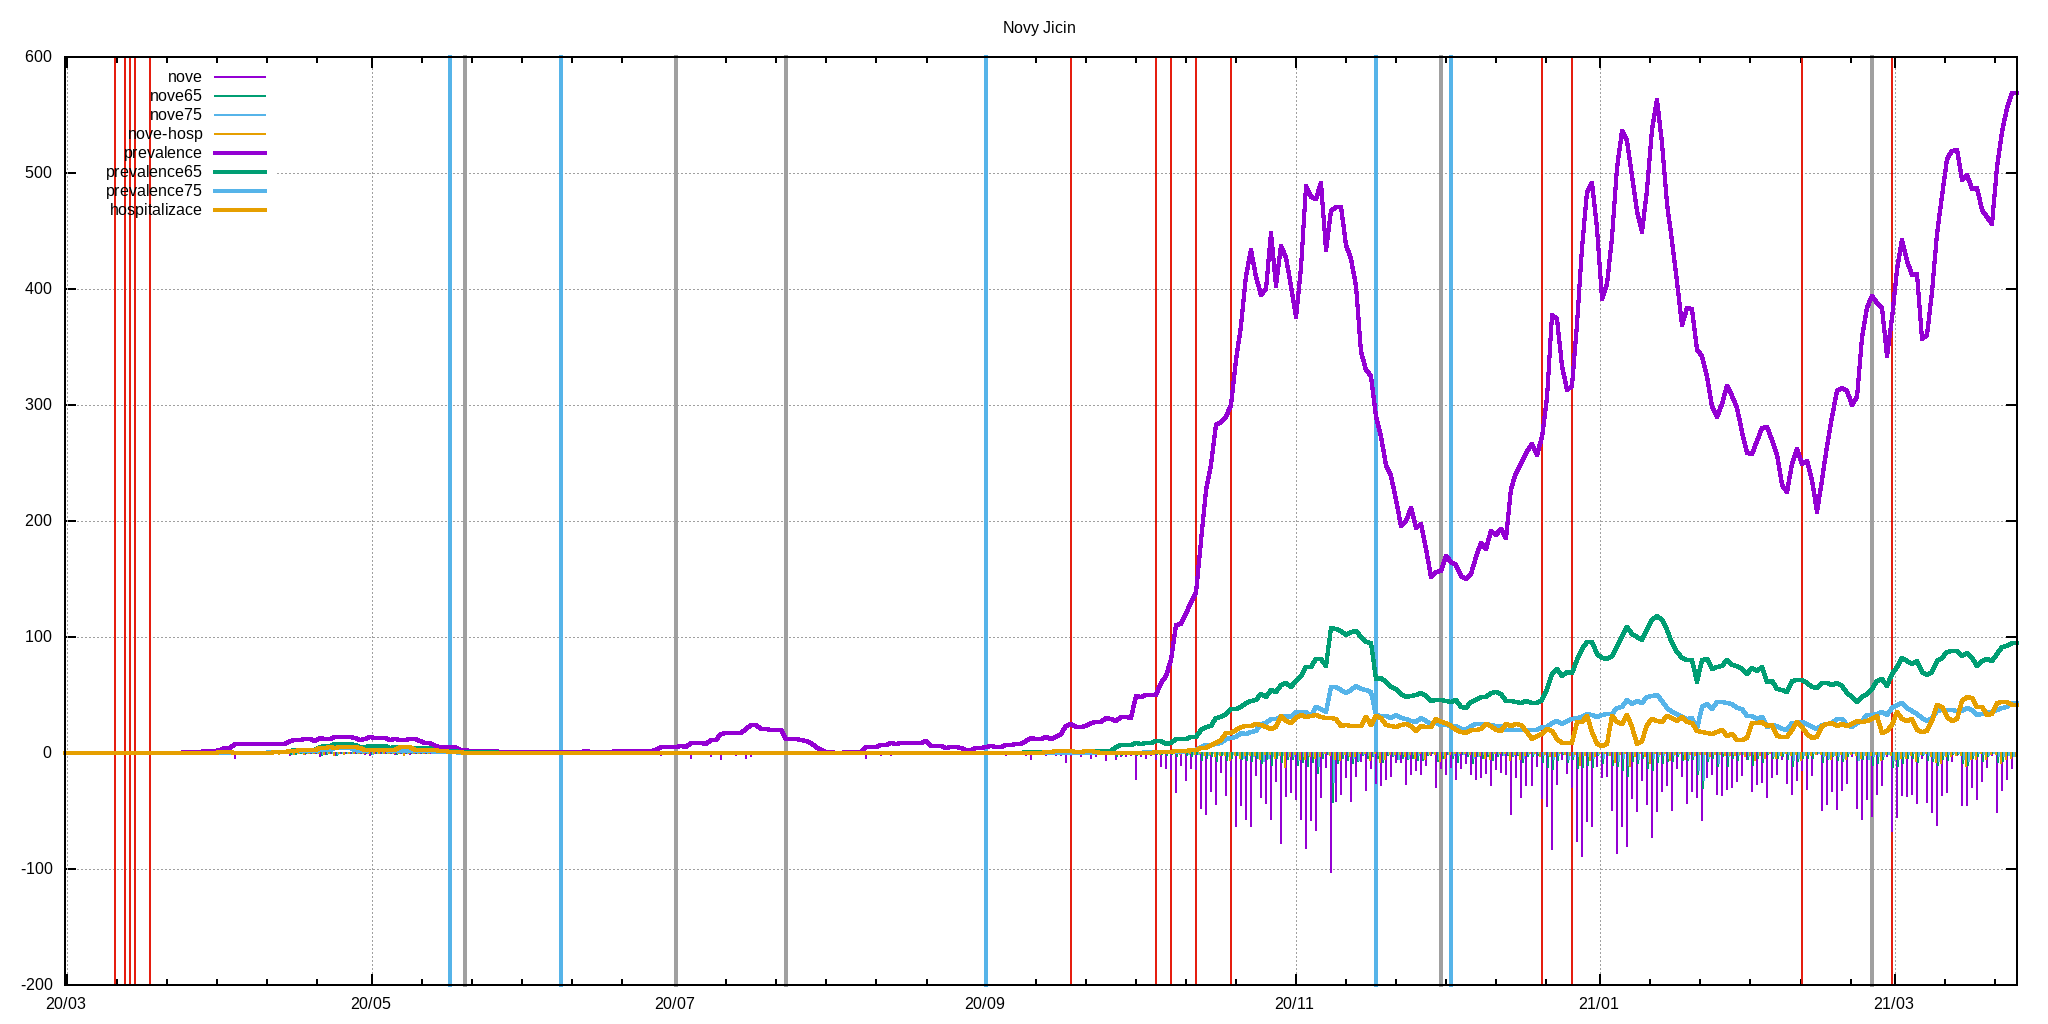 Novy Jicin
600
500
400
300
200
100
0
-100
-200
nove
nove65
nove75
nove-hosp
prevalence
prevalence65
prevalence75
hospitalizace
20/03 20/05 20/07 20/09 20/11 21/01 21/03